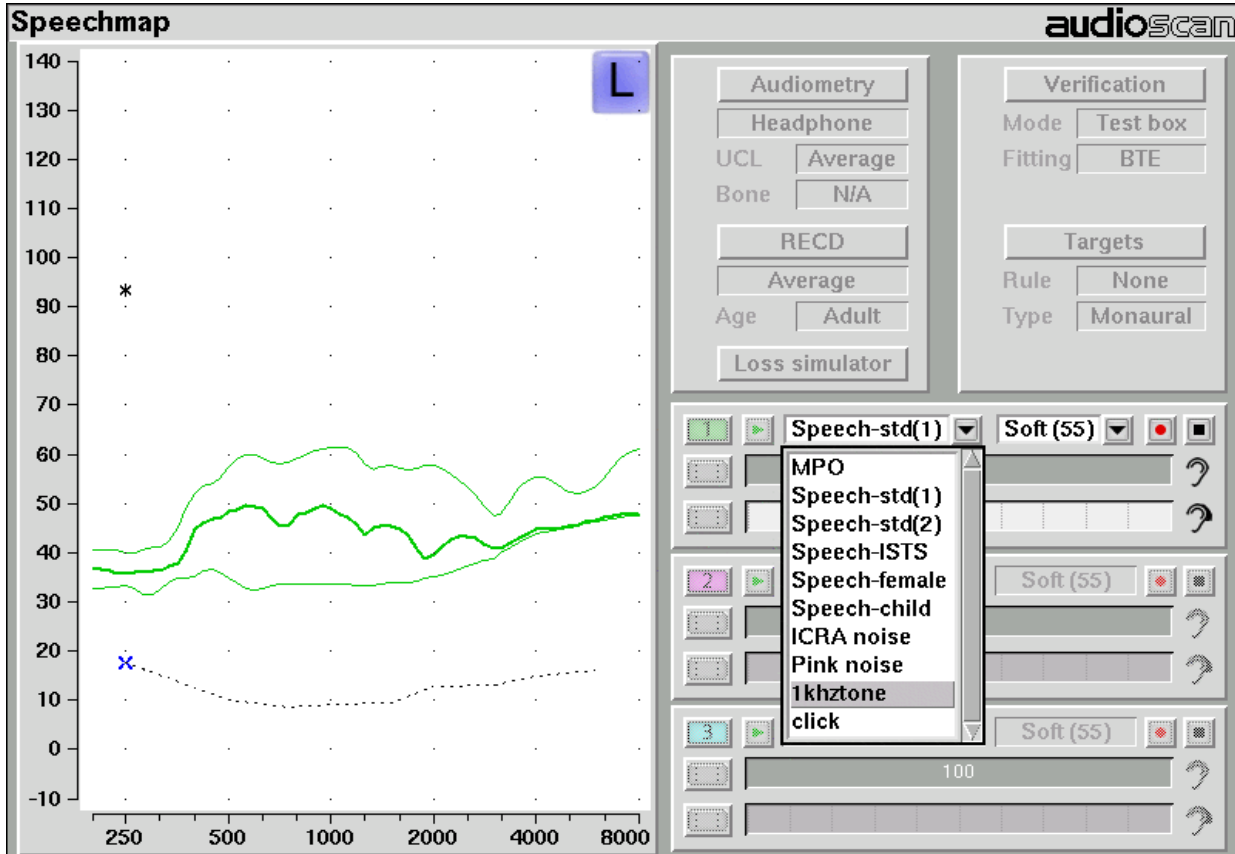 Speechmap
audioscan
140
130
120
110
100
90
80
70
60
50
40
30
20
10
0
-10
250 500 1000 2000 4000 8000
L
Audiometry
Headphone
UCL Average
Bone N/A
RECD
Average
Age Adult
Loss simulator
Verification
Mode Test box
Fitting BTE
Targets
Rule None
Type Monaural
1 Speech-std(1) Soft (55)
MPO
Speech-std(1)
Speech-std(2)
Speech-ISTS
Speech-female
Speech-child
ICRA noise
Pink noise
1khztone
click
2 Soft (55)
3 Soft (55)
100